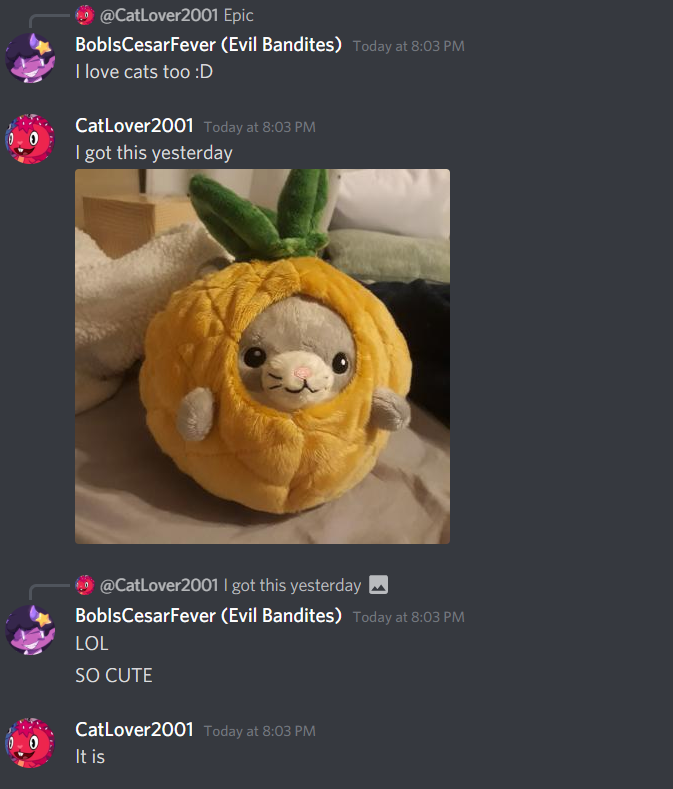 @CatLover2001 Epic
BobIsCesarFever (Evil Bandites) Today at 8:03 PM
I love cats too :D
CatLover2001 Today at 8:03 PM
I got this yesterday
@CatLover2001 I got this yesterday
BobIsCesarFever (Evil Bandites) Today at 8:03 PM
LOL
SO CUTE
CatLover2001 Today at 8:03 PM
It is